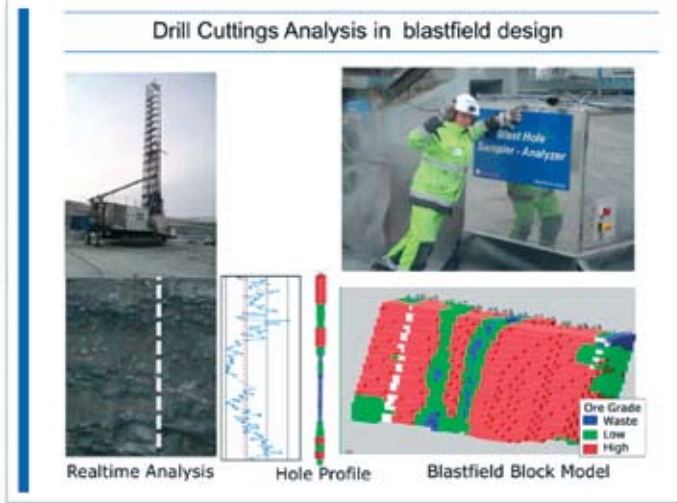 Drill Cuttings Analysis in blastfield design
Blast Hole
Sampler - Analyzer
Ore Grade
Waste
Low
High
Realtime Analysis
Hole Profile
Blastfield Block Model